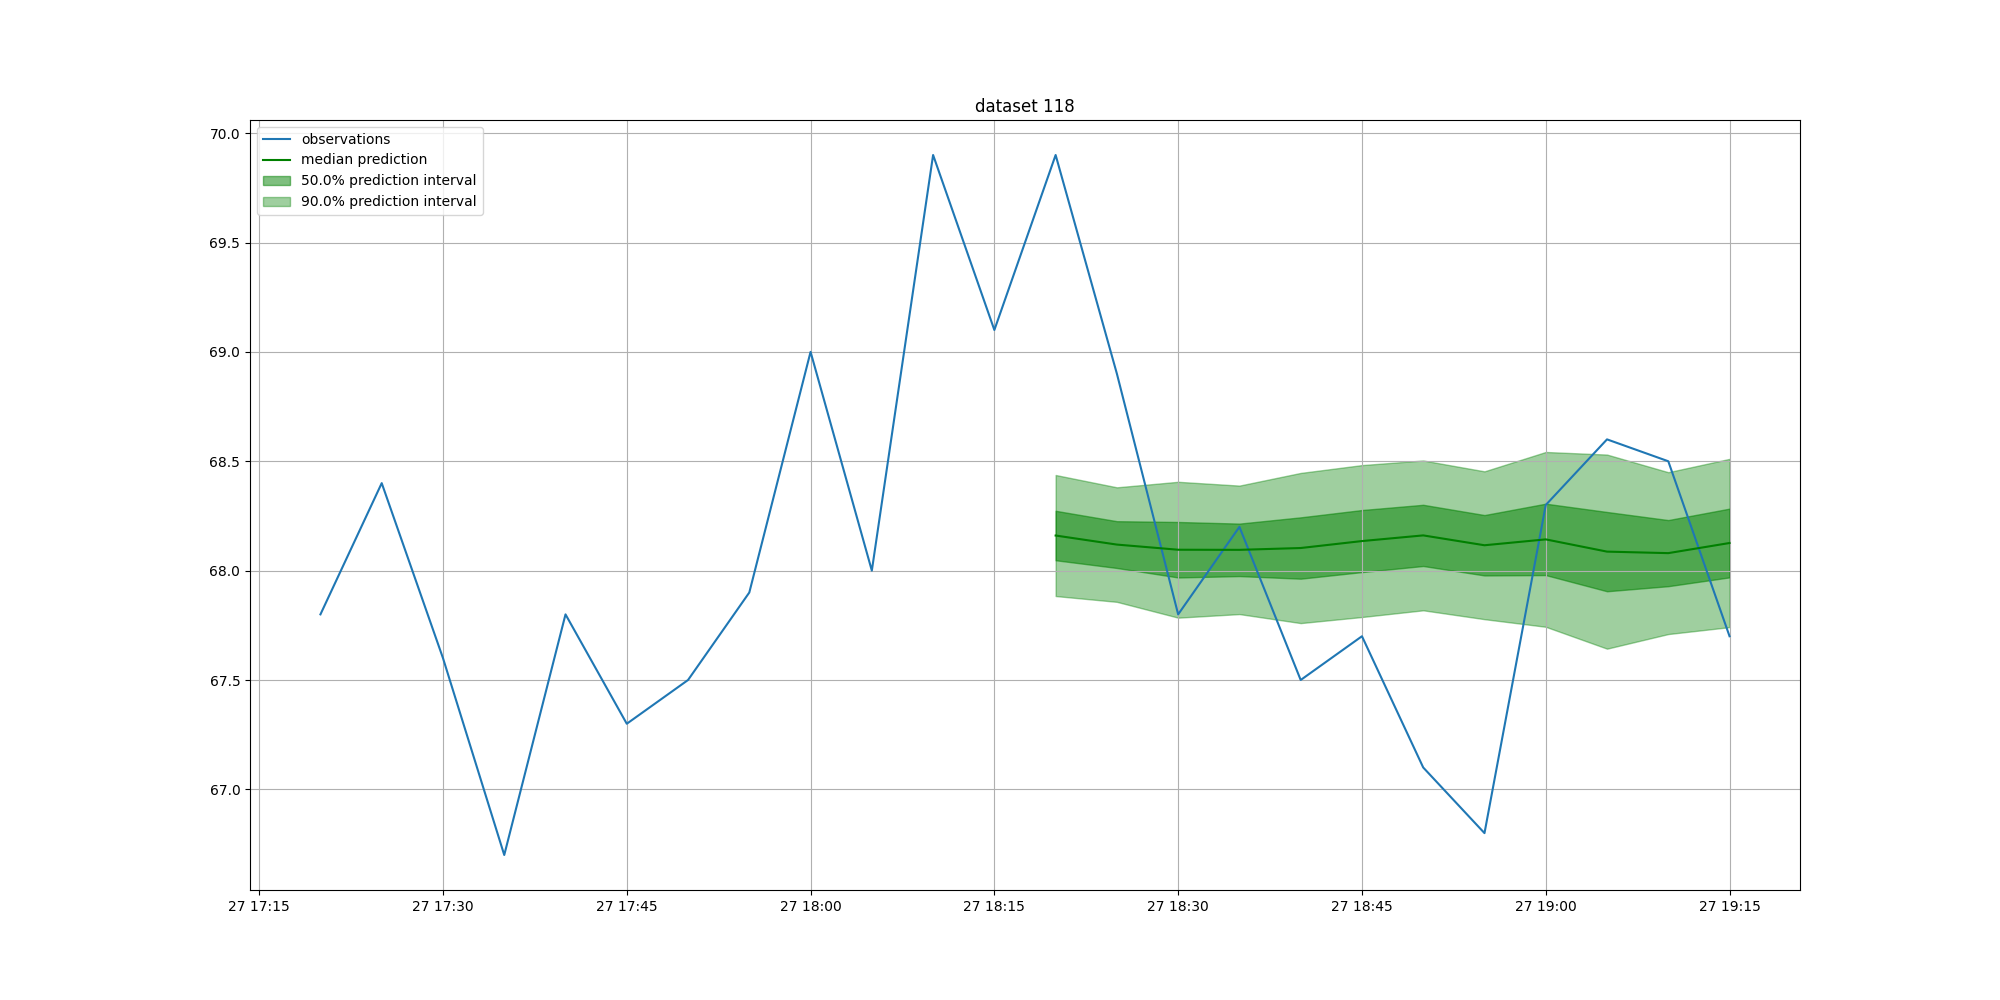 dataset 118
observations
median prediction
50.0% prediction interval
90.0% prediction interval
70.0
69.5
69.0
68.5
68.0
67.5
67.0
27 17:15 27 17:30 27 17:45 27 18:00 27 18:15 27 18:30 27 18:45 27 19:00 27 19:15